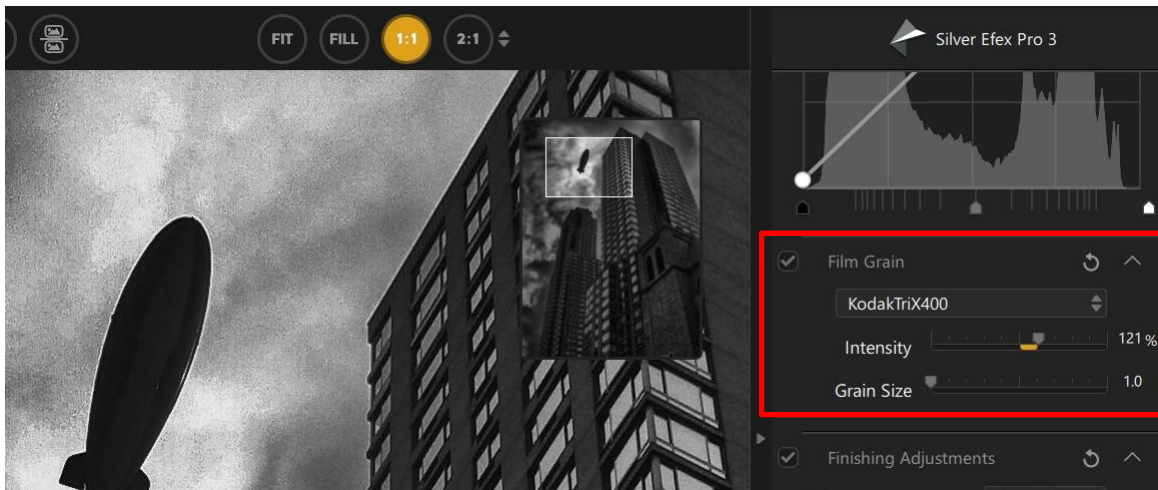 FIT FILL 1:1 2:1
Silver Efex Pro 3
Film Grain
KodakTriX400
Intensity 121 %
Grain Size 1.0
Finishing Adjustments